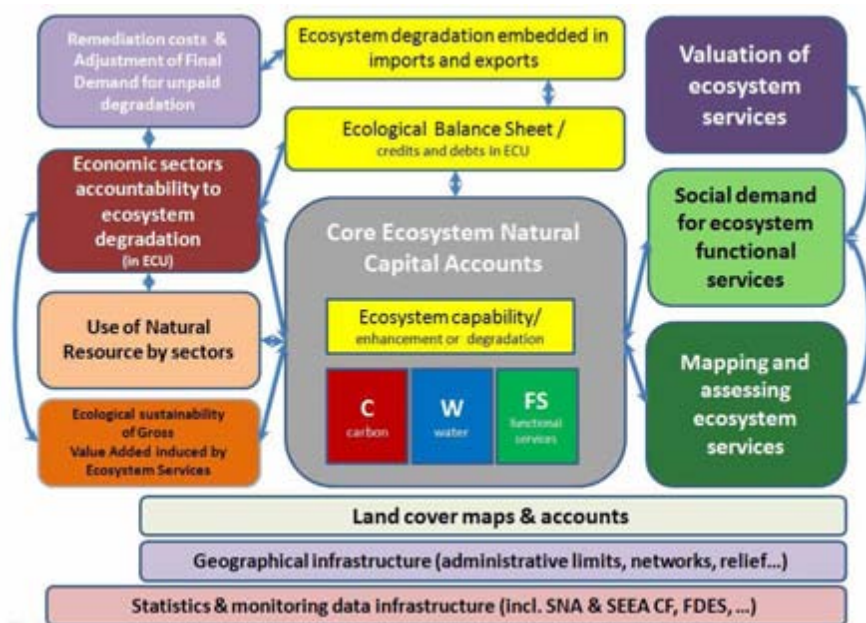 Remediation costs &
Adjustment of Final
Demand for unpaid
degradation
Ecosystem degradation embedded in
imports and exports
Valuation of
ecosystem
services
Ecological Balance Sheet /
credits and debts in ECU
Economic sectors
accountability to
ecosystem
degradation
(in ECU)
Core Ecosystem Natural
Capital Accounts
Social demand
for ecosystem
functional
services
Use of Natural
Resource by sectors
Ecosystem capability/
enhancement or degradation
Mapping and
assessing
ecosystem
services
C
carbon
W
water
FS
functional
services
Ecological sustainability
of Gross
Value Added induced by
Ecosystem Services
Land cover maps & accounts
Geographical infrastructure (administrative limits, networks, relief...)
Statistics & monitoring data infrastructure (incl. SNA & SEEA CF, FDES, ...)